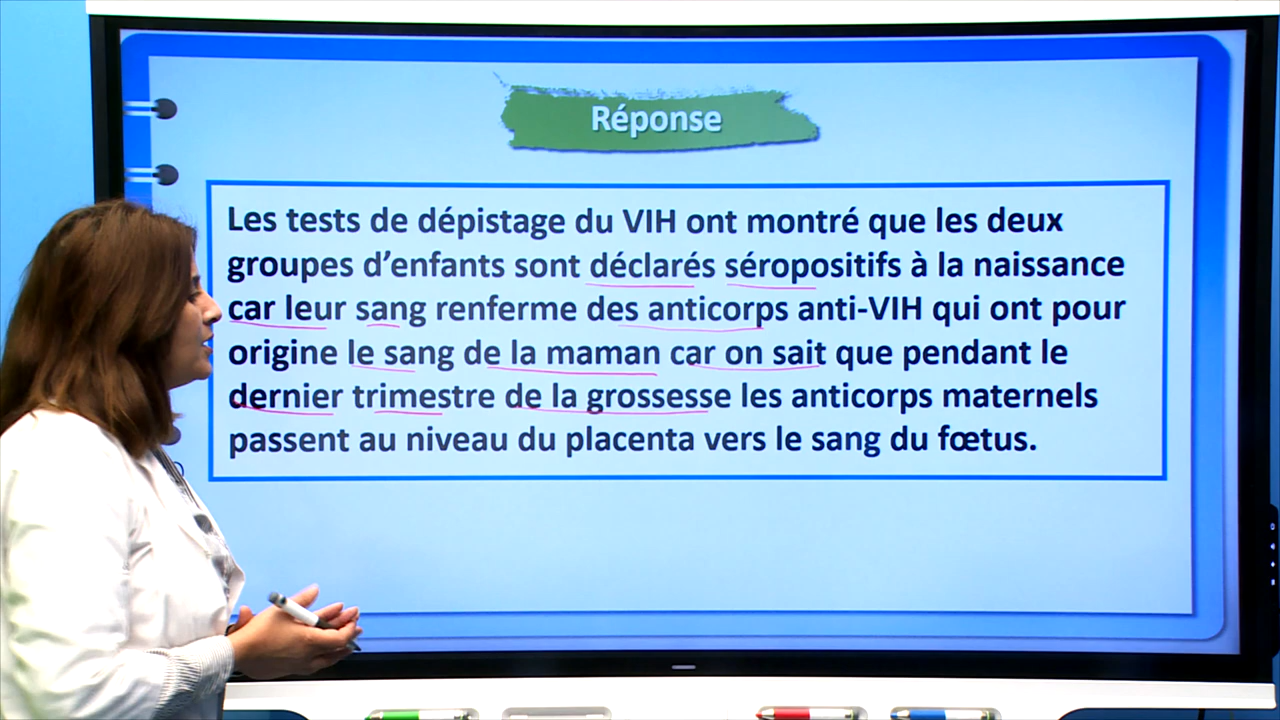 Réponse
Les tests de dépistage du VIH ont montré que les deux
groupes d’enfants sont déclarés séropositifs à la naissance
car leur sang renferme des anticorps anti-VIH qui ont pour
origine le sang de la maman car on sait que pendant le
dernier trimestre de la grossesse les anticorps maternels
passent au niveau du placenta vers le sang du fœtus.